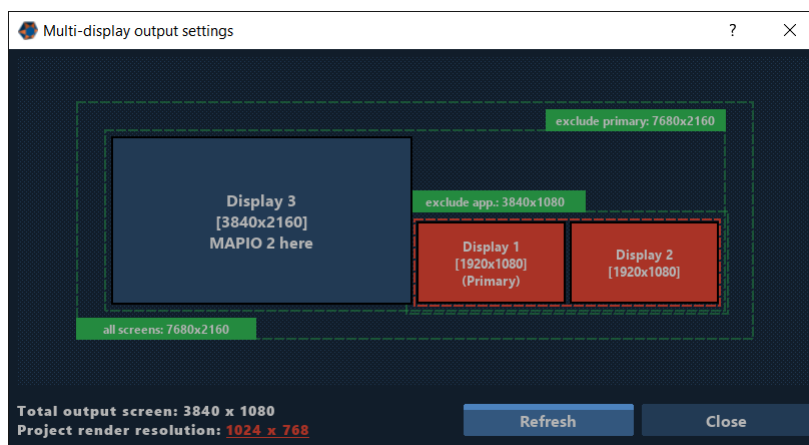 Multi-display output settings
exclude primary: 7680x2160
Display 3
[3840x2160]
MAPIO 2 here
exclude app.: 3840x1080
Display 1
[1920x1080]
(Primary)
Display 2
[1920x1080]
all screens: 7680x2160
Total output screen: 3840 x 1080
Project render resolution: 1024 x 768
Refresh
Close